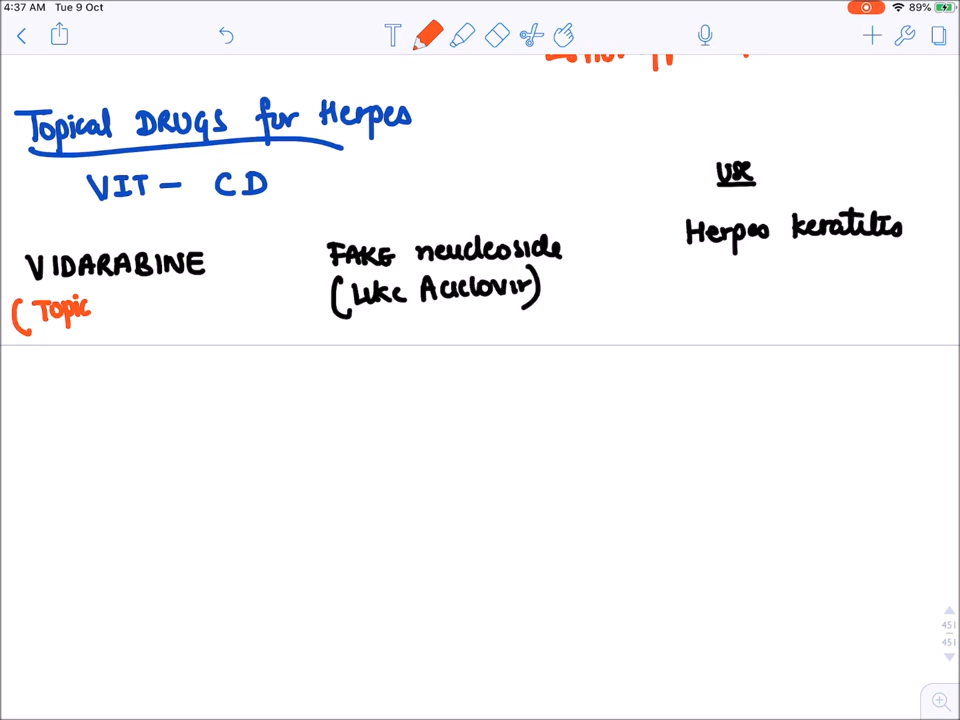 4:37 AM Tue 9 Oct
89%
Topical DRUGS for Herpes
VIT - CD
USE
Herpes keratitis
VIDARABINE
FAKE neucleoside
(Like Aciclovir)
(Topic
451
451